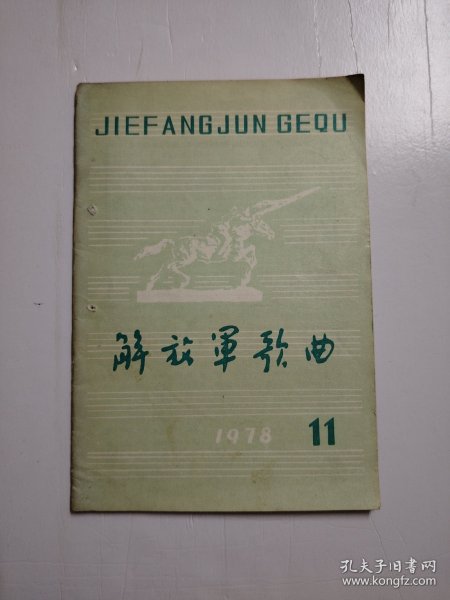 JIEFANGJUN GEQU
解放軍歌曲
1978 11
孔夫子旧书网
www.kongfz.com